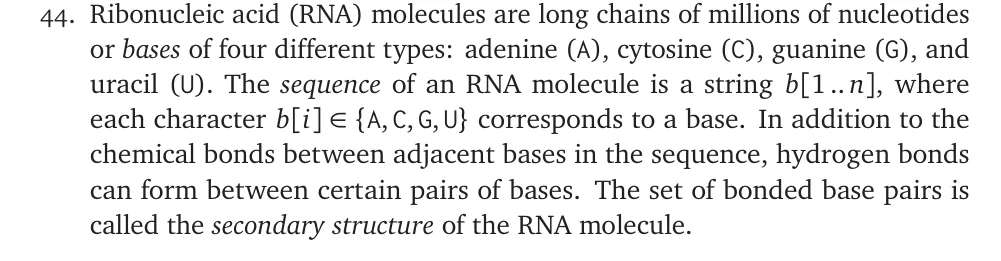 44. Ribonucleic acid (RNA) molecules are long chains of millions of nucleotides
or bases of four different types: adenine (A), cytosine (C), guanine (G), and
uracil (U). The sequence of an RNA molecule is a string b[1 .. n], where
each character b[i] ∈ {A, C, G, U} corresponds to a base. In addition to the
chemical bonds between adjacent bases in the sequence, hydrogen bonds
can form between certain pairs of bases. The set of bonded base pairs is
called the secondary structure of the RNA molecule.